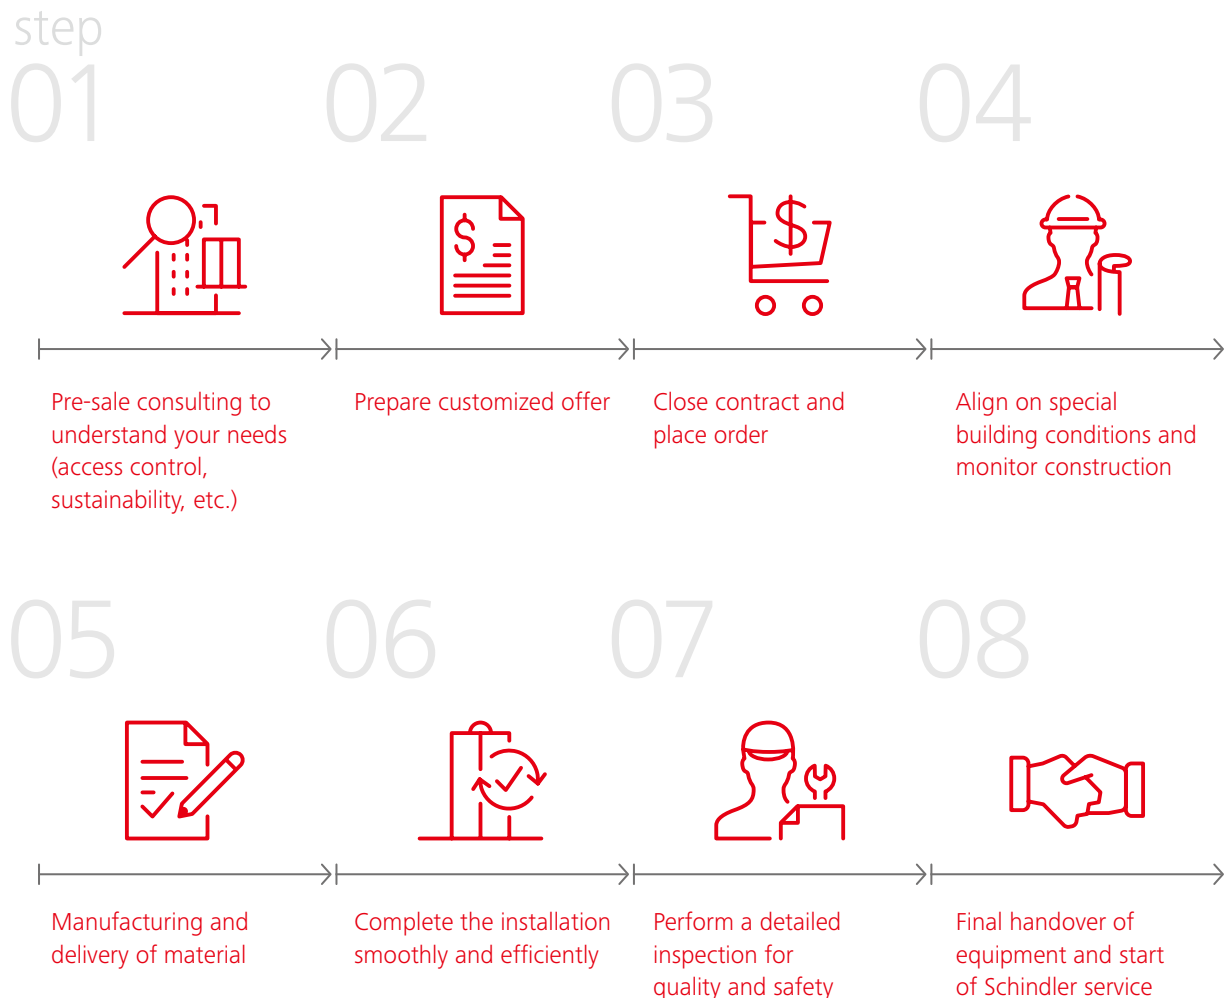 step
01
02
03
04
Pre-sale consulting to
understand your needs
(access control,
sustainability, etc.)
Prepare customized offer
Close contract and
place order
Align on special
building conditions and
monitor construction
05
06
07
08
Manufacturing and
delivery of material
Complete the installation
smoothly and efficiently
Perform a detailed
inspection for
quality and safety
Final handover of
equipment and start
of Schindler service